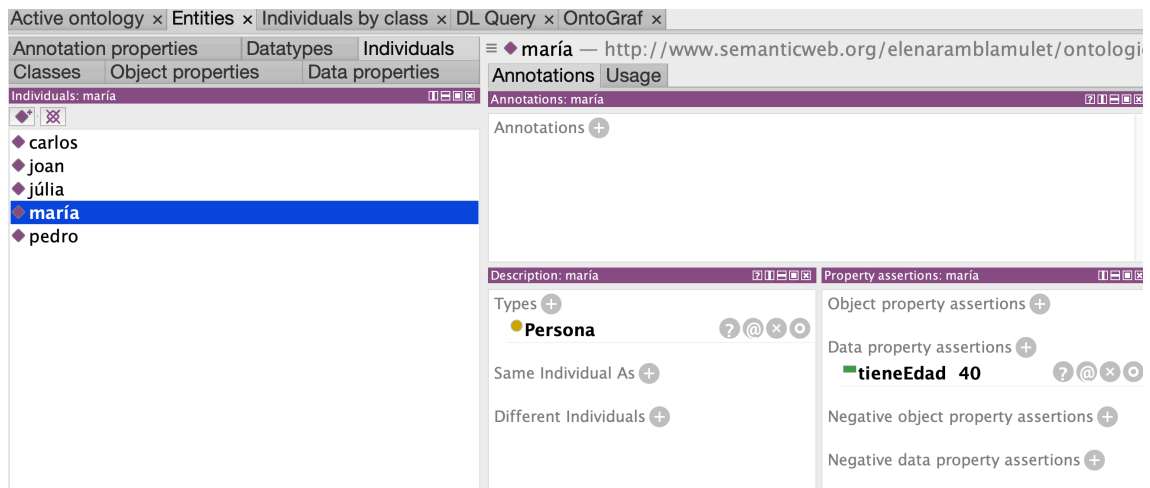 Active ontology × Entities × Individuals by class × DL Query × OntoGraf ×
Annotation properties Datatypes Individuals
Classes Object properties Data properties
Individuals: maría
carlos
joan
júlia
maría
pedro
maría — http://www.semanticweb.org/elenaramblamulet/ontologi
Annotations Usage
Annotations: maría
Annotations
Description: maría
Types
Persona
Same Individual As
Different Individuals
Property assertions: maría
Object property assertions
Data property assertions
tieneEdad 40
Negative object property assertions
Negative data property assertions